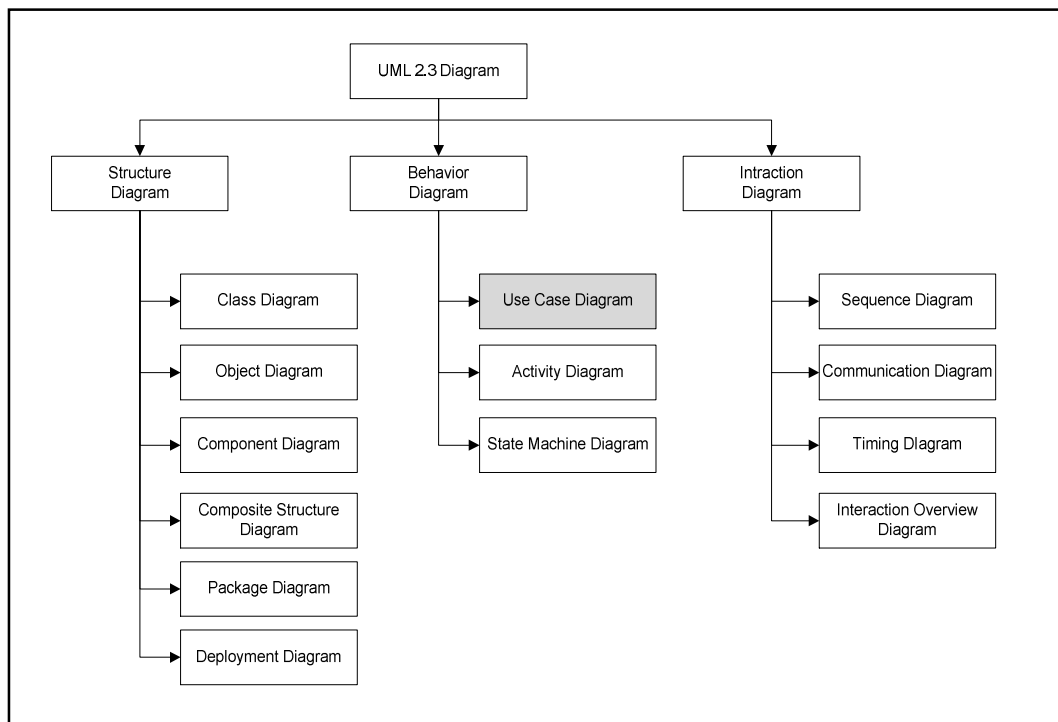 UML 2.3 Diagram
Structure
Diagram
Behavior
Diagram
Intraction
Diagram
Class Diagram
Object Diagram
Component Diagram
Composite Structure
Diagram
Package Diagram
Deployment Diagram
Use Case Diagram
Activity Diagram
State Machine Diagram
Sequence Diagram
Communication Diagram
Timing DIagram
Interaction Overview
Diagram